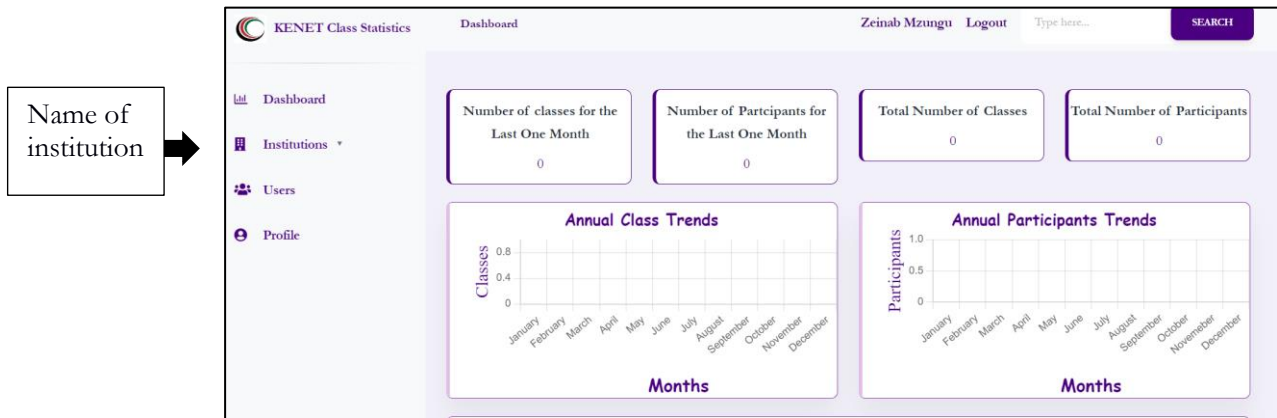 KENET Class Statistics
Dashboard
Zeinab Mzungu Logout
Type here...
SEARCH
Name of
institution
Dashboard
Institutions
Users
Profile
Number of classes for the
Last One Month
0
Number of Partcipants for
the Last One Month
0
Total Number of Classes
0
Total Number of Participants
0
Annual Class Trends
Classes
0.8
0.4
0
January February March April May June July August September October November December
Months
Annual Participants Trends
Participants
1.0
0.5
0
January February March April May June July August September October Novemeber December
Months